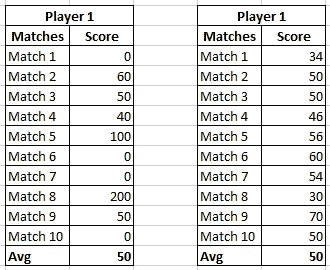 Player 1
Matches Score
Match 1 0
Match 2 60
Match 3 50
Match 4 40
Match 5 100
Match 6 0
Match 7 0
Match 8 200
Match 9 50
Match 10 0
Avg 50
Player 1
Matches Score
Match 1 34
Match 2 50
Match 3 50
Match 4 46
Match 5 56
Match 6 60
Match 7 54
Match 8 30
Match 9 70
Match 10 50
Avg 50